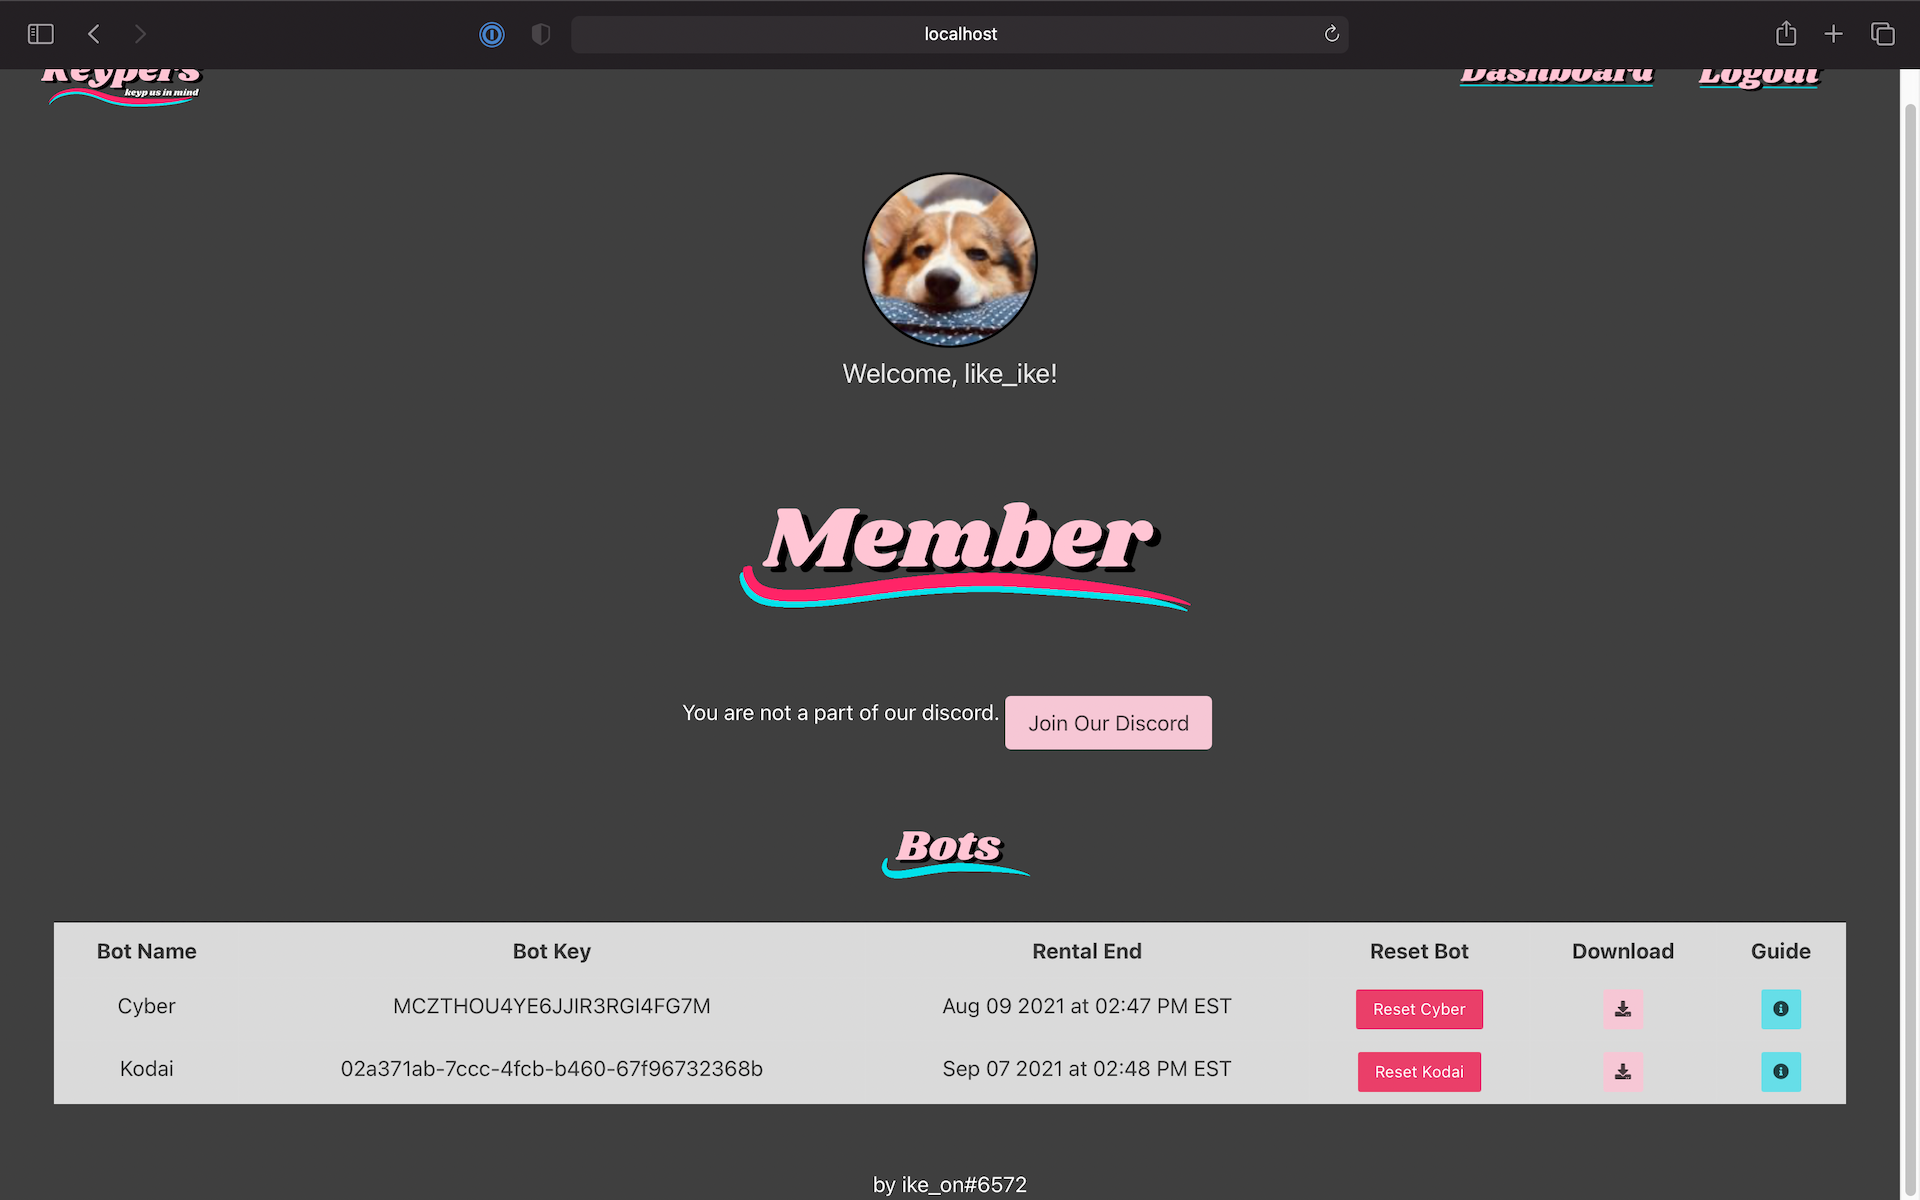 localhost
Keypers
keyp us in mind
Dashboard Logout
Welcome, like_ike!
Member
You are not a part of our discord. Join Our Discord
Bots
Bot Name Bot Key Rental End Reset Bot Download Guide
Cyber MCZTHOU4YE6JJIR3RGI4FG7M Aug 09 2021 at 02:47 PM EST Reset Cyber
Kodai 02a371ab-7ccc-4fcb-b460-67f96732368b Sep 07 2021 at 02:48 PM EST Reset Kodai
by ike_on#6572